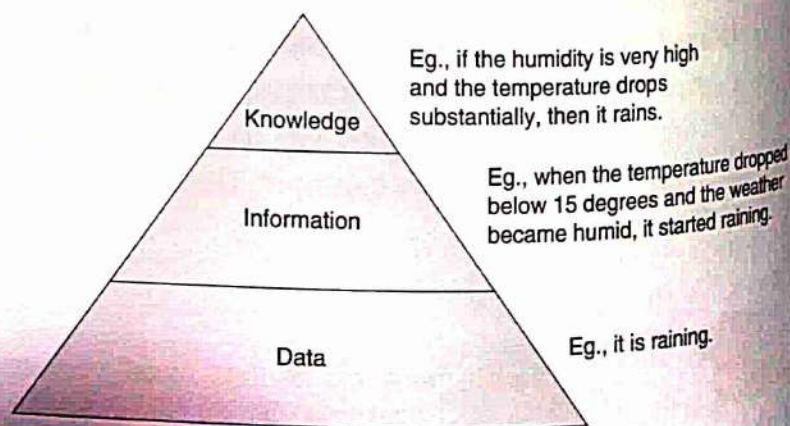 Eg., if the humidity is very high
and the temperature drops
substantially, then it rains.
Knowledge
Eg., when the temperature dropped
below 15 degrees and the weather
became humid, it started raining.
Information
Eg., it is raining.
Data